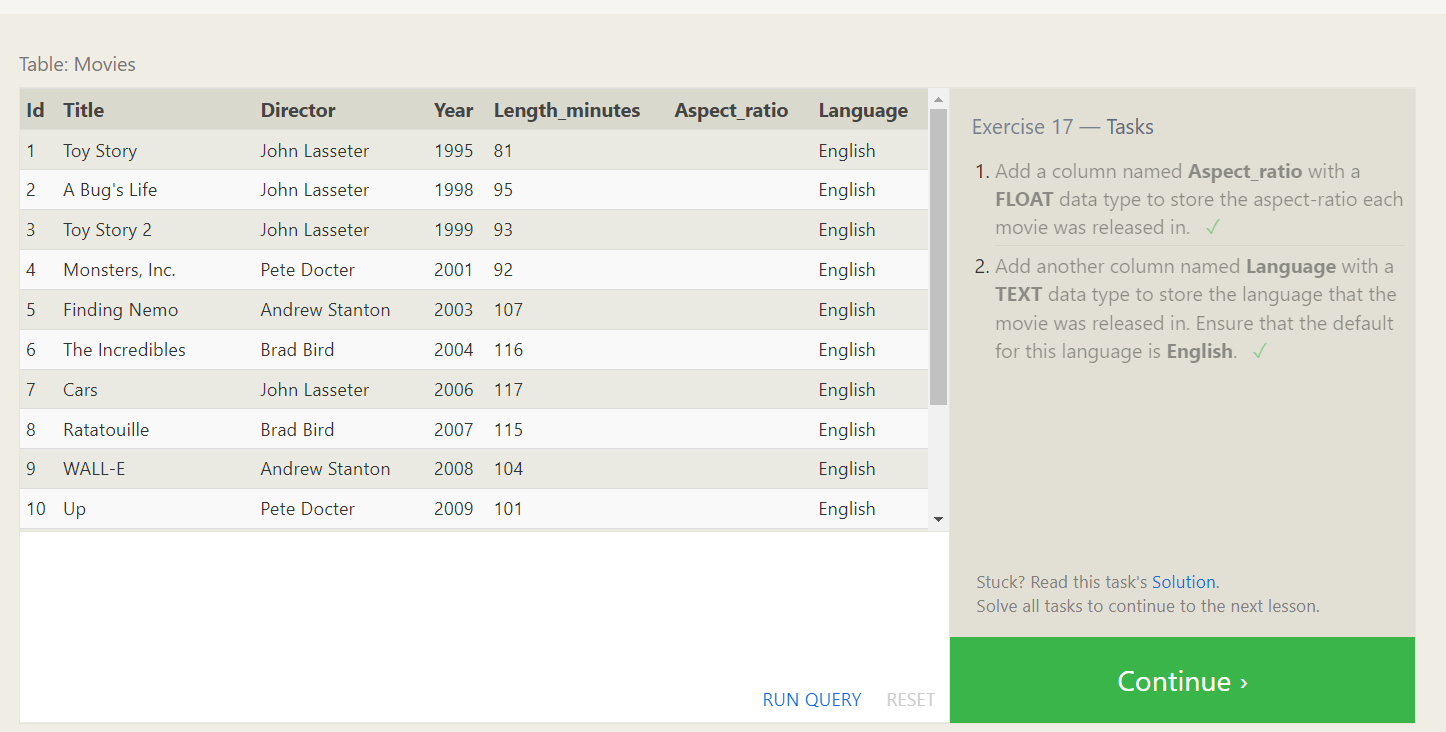 Table: Movies
Id Title Director Year Length_minutes Aspect_ratio Language
1 Toy Story John Lasseter 1995 81 English
2 A Bug's Life John Lasseter 1998 95 English
3 Toy Story 2 John Lasseter 1999 93 English
4 Monsters, Inc. Pete Docter 2001 92 English
5 Finding Nemo Andrew Stanton 2003 107 English
6 The Incredibles Brad Bird 2004 116 English
7 Cars John Lasseter 2006 117 English
8 Ratatouille Brad Bird 2007 115 English
9 WALL-E Andrew Stanton 2008 104 English
10 Up Pete Docter 2009 101 English
RUN QUERY RESET
Exercise 17 — Tasks
1. Add a column named Aspect_ratio with a
FLOAT data type to store the aspect-ratio each
movie was released in. ✓
2. Add another column named Language with a
TEXT data type to store the language that the
movie was released in. Ensure that the default
for this language is English. ✓
Stuck? Read this task's Solution.
Solve all tasks to continue to the next lesson.
Continue ›